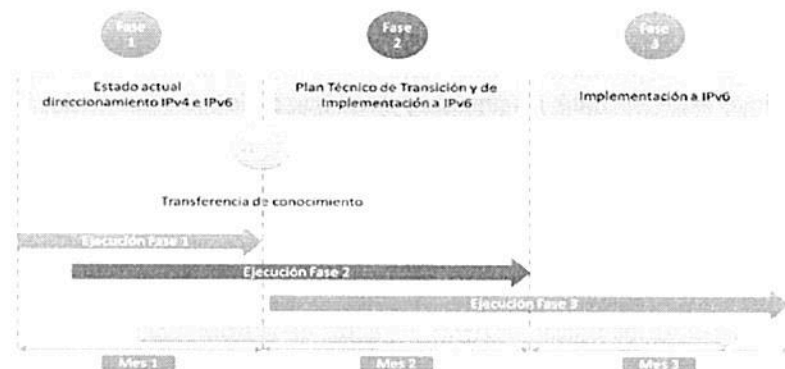 Fase
1
Fase
2
Fase
3
Estado actual
direccionamiento IPv4 e IPv6
Plan Técnico de Transición y de
Implementación a IPv6
Implementación a IPv6
Transferencia de conocimiento
Ejecución Fase 1
Ejecución Fase 2
Ejecución Fase 3
Mes 1
Mes 2
Mes 3